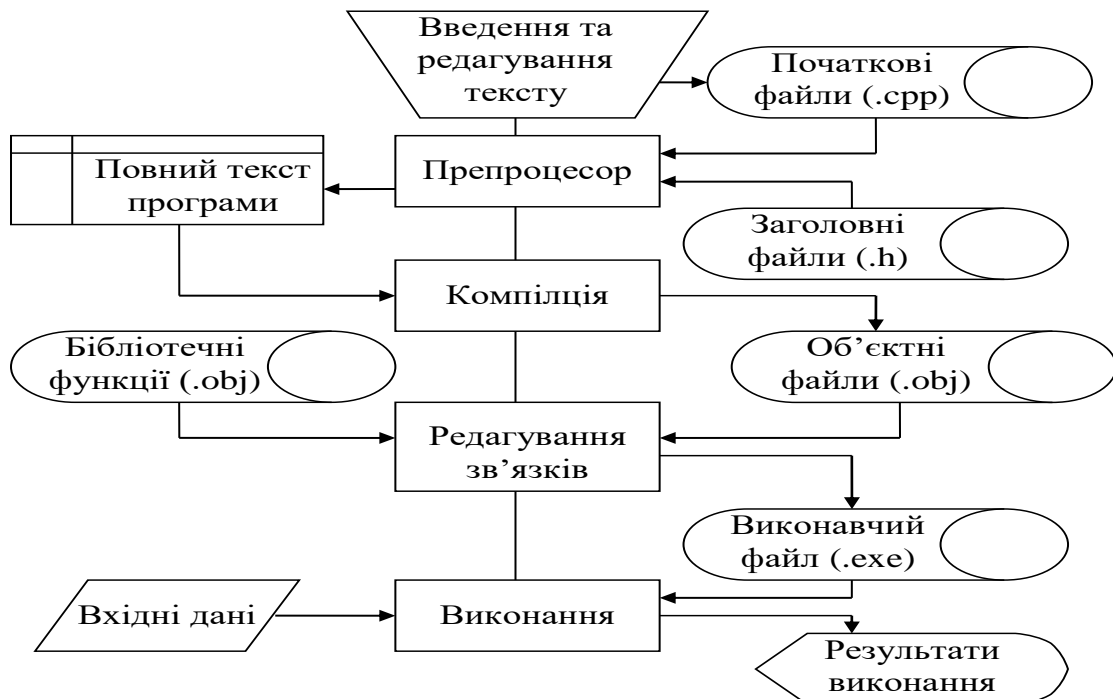 Введення та
редагування
тексту
Початкові
файли (.cpp)
Повний текст
програми
Препроцесор
Заголовні
файли (.h)
Компілція
Бібліотечні
функції (.obj)
Об’єктні
файли (.obj)
Редагування
зв’язків
Виконавчий
файл (.exe)
Вхідні дані
Виконання
Результати
виконання